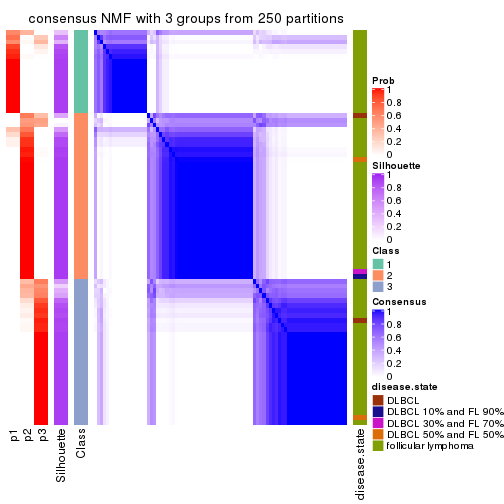 consensus NMF with 3 groups from 250 partitions
Prob
1
0.8
0.6
0.4
0.2
0
Silhouette
1
0.8
0.6
0.4
0.2
0
Class
1
2
3
Consensus
1
0.8
0.6
0.4
0.2
0
disease.state
DLBCL
DLBCL 10% and FL 90%
DLBCL 30% and FL 70%
DLBCL 50% and FL 50%
follicular lymphoma
p1
p2
p3
Silhouette
Class
disease.state